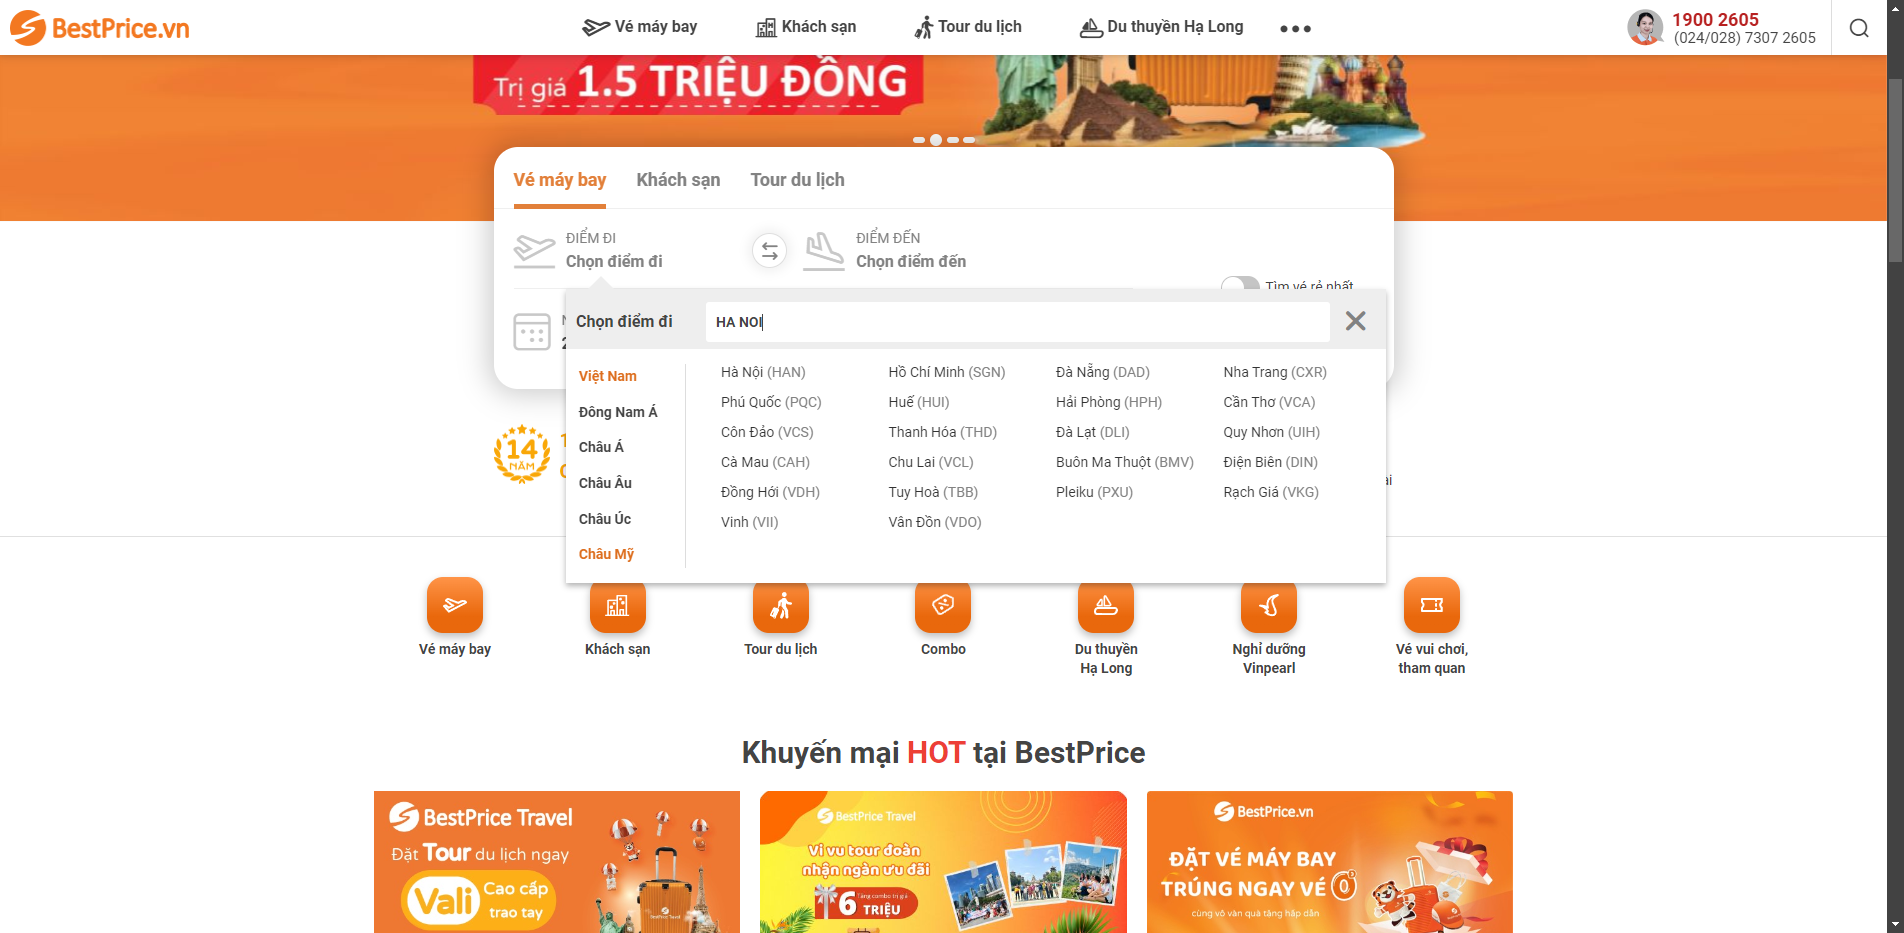 BestPrice.vn
Vé máy bay
Khách sạn
Tour du lịch
Du thuyền Hạ Long
1900 2605
(024/028) 7307 2605
Trị giá 1.5 TRIỆU ĐỒNG
Vé máy bay
Khách sạn
Tour du lịch
ĐIỂM ĐI
Chọn điểm đi
ĐIỂM ĐẾN
Chọn điểm đến
Tìm vé rẻ nhất
Chọn điểm đi
HA NOI
Việt Nam
Đông Nam Á
Châu Á
Châu Âu
Châu Úc
Châu Mỹ
Hà Nội (HAN)
Hồ Chí Minh (SGN)
Đà Nẵng (DAD)
Nha Trang (CXR)
Phú Quốc (PQC)
Huế (HUI)
Hải Phòng (HPH)
Cần Thơ (VCA)
Côn Đảo (VCS)
Thanh Hóa (THD)
Đà Lạt (DLI)
Quy Nhơn (UIH)
Cà Mau (CAH)
Chu Lai (VCL)
Buôn Ma Thuột (BMV)
Điện Biên (DIN)
Đồng Hới (VDH)
Tuy Hoà (TBB)
Pleiku (PXU)
Rạch Giá (VKG)
Vinh (VII)
Vân Đồn (VDO)
14
NĂM
Vé máy bay
Khách sạn
Tour du lịch
Combo
Du thuyền
Hạ Long
Nghỉ dưỡng
Vinpearl
Vé vui chơi,
tham quan
Khuyến mại HOT tại BestPrice
BestPrice Travel
Đặt Tour du lịch ngay
Vali Cao cấp
trao tay
BestPrice Travel
BestPrice Travel
Vi vu tour đoàn
nhận ngàn ưu đãi
Tặng combo trị giá
6 TRIỆU
BestPrice.vn
ĐẶT VÉ MÁY BAY
TRÚNG NGAY VÉ 0đ
cùng vô vàn quà tặng hấp dẫn